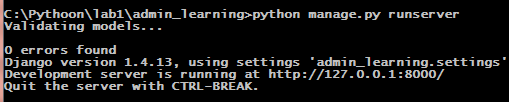 C:\Pythoon\lab1\admin_learning>python manage.py runserver
Validating models...
0 errors found
Django version 1.4.13, using settings 'admin_learning.settings'
Development server is running at http://127.0.0.1:8000/
Quit the server with CTRL-BREAK.